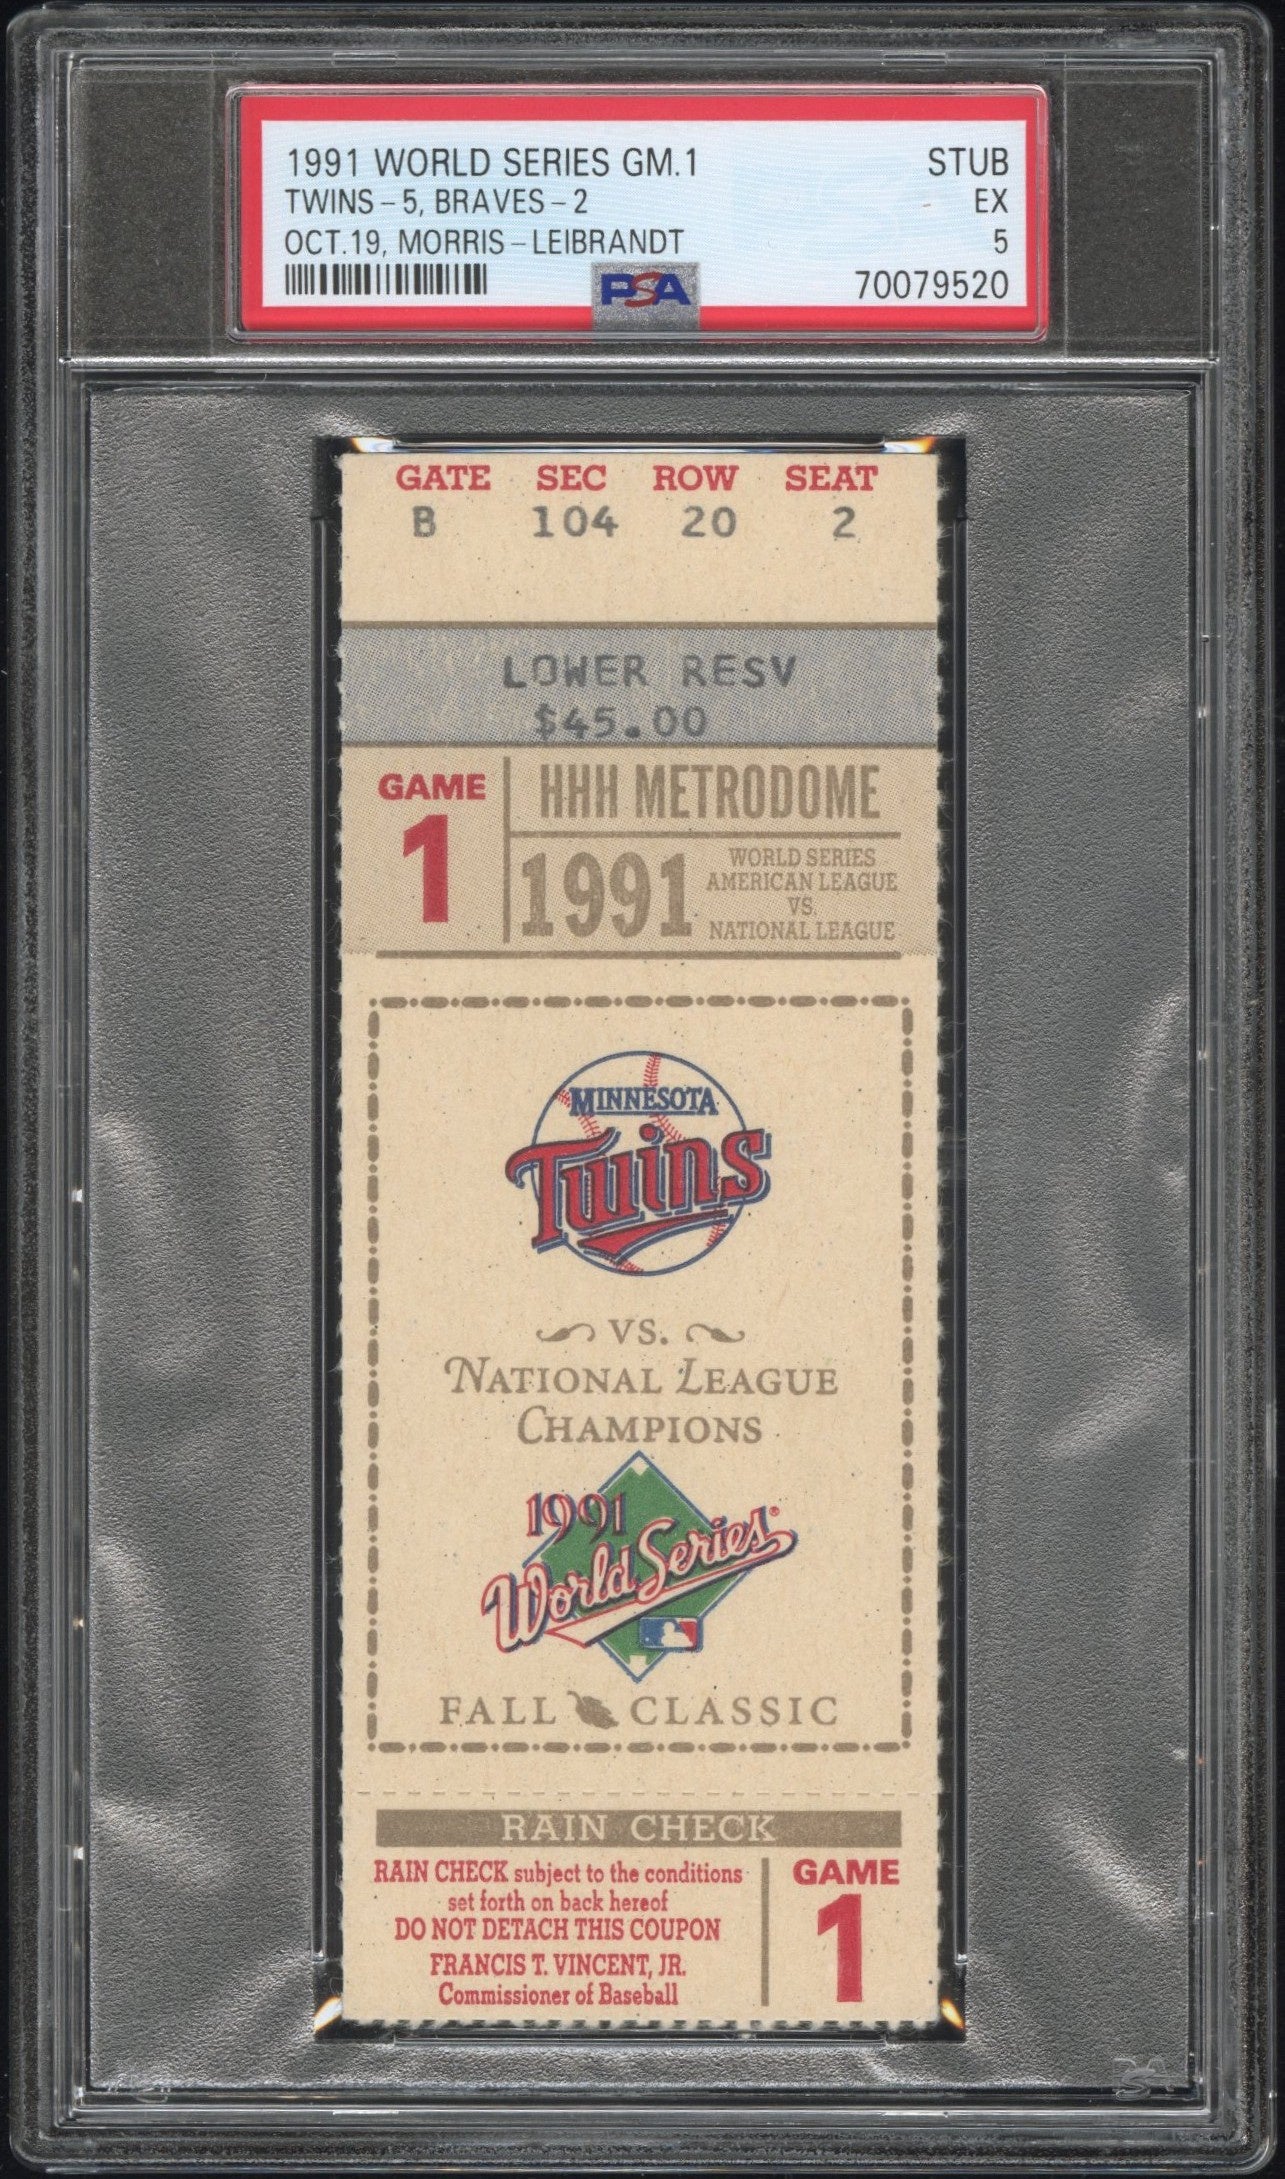 1991 WORLD SERIES GM.1 STUB
TWINS - 5, BRAVES - 2 EX
OCT.19, MORRIS - LEIBRANDT 5
PSA 70079520
GATE SEC ROW SEAT
B 104 20 2
LOWER RESV
$45.00
GAME
1
HHH METRODOME
1991
WORLD SERIES
AMERICAN LEAGUE
VS.
NATIONAL LEAGUE
MINNESOTA
Twins
VS.
NATIONAL LEAGUE
CHAMPIONS
1991
World Series®
FALL CLASSIC
RAIN CHECK
RAIN CHECK subject to the conditions
set forth on back hereof
DO NOT DETACH THIS COUPON
FRANCIS T. VINCENT, JR.
Commissioner of Baseball
GAME
1